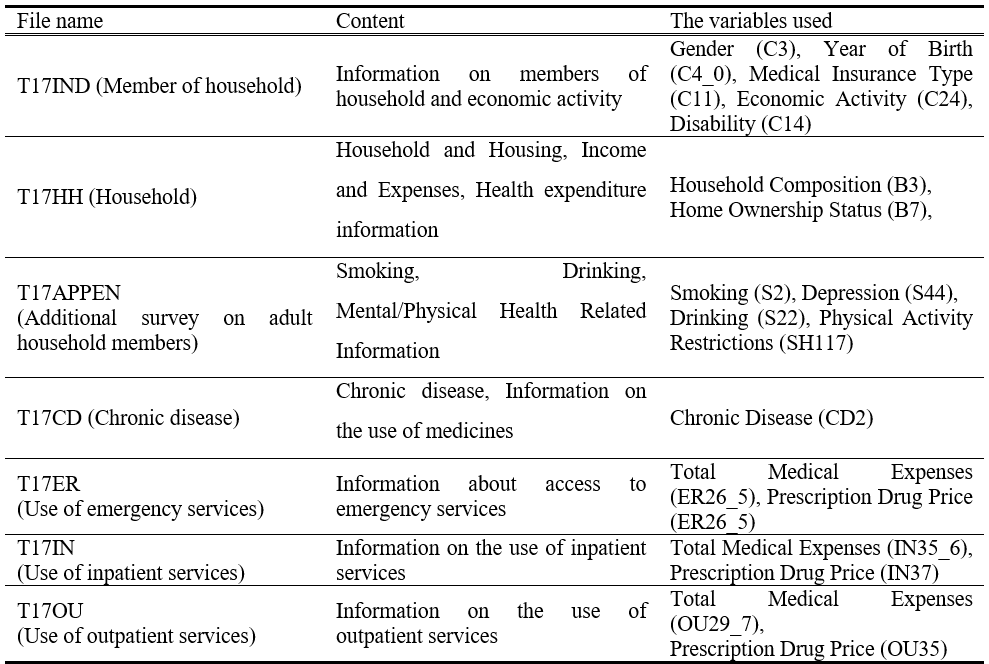 File name
Content
The variables used
T17IND (Member of household)
Information on members of
household and economic activity
Gender (C3), Year of Birth
(C4_0), Medical Insurance Type
(C11), Economic Activity (C24),
Disability (C14)
T17HH (Household)
Household and Housing, Income
and Expenses, Health expenditure
information
Household Composition (B3),
Home Ownership Status (B7),
T17APPEN
(Additional survey on adult
household members)
Smoking, Drinking,
Mental/Physical Health Related
Information
Smoking (S2), Depression (S44),
Drinking (S22), Physical Activity
Restrictions (SH117)
T17CD (Chronic disease)
Chronic disease, Information on
the use of medicines
Chronic Disease (CD2)
T17ER
(Use of emergency services)
Information about access to
emergency services
Total Medical Expenses
(ER26_5), Prescription Drug Price
(ER26_5)
T17IN
(Use of inpatient services)
Information on the use of inpatient
services
Total Medical Expenses (IN35_6),
Prescription Drug Price (IN37)
T17OU
(Use of outpatient services)
Information on the use of
outpatient services
Total Medical Expenses
(OU29_7),
Prescription Drug Price (OU35)